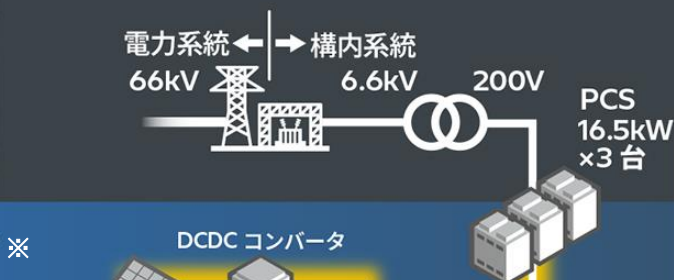 電力系統 構内系統
66kV 6.6kV 200V
PCS
16.5kW
×3 台
※ DCDC コンバータ